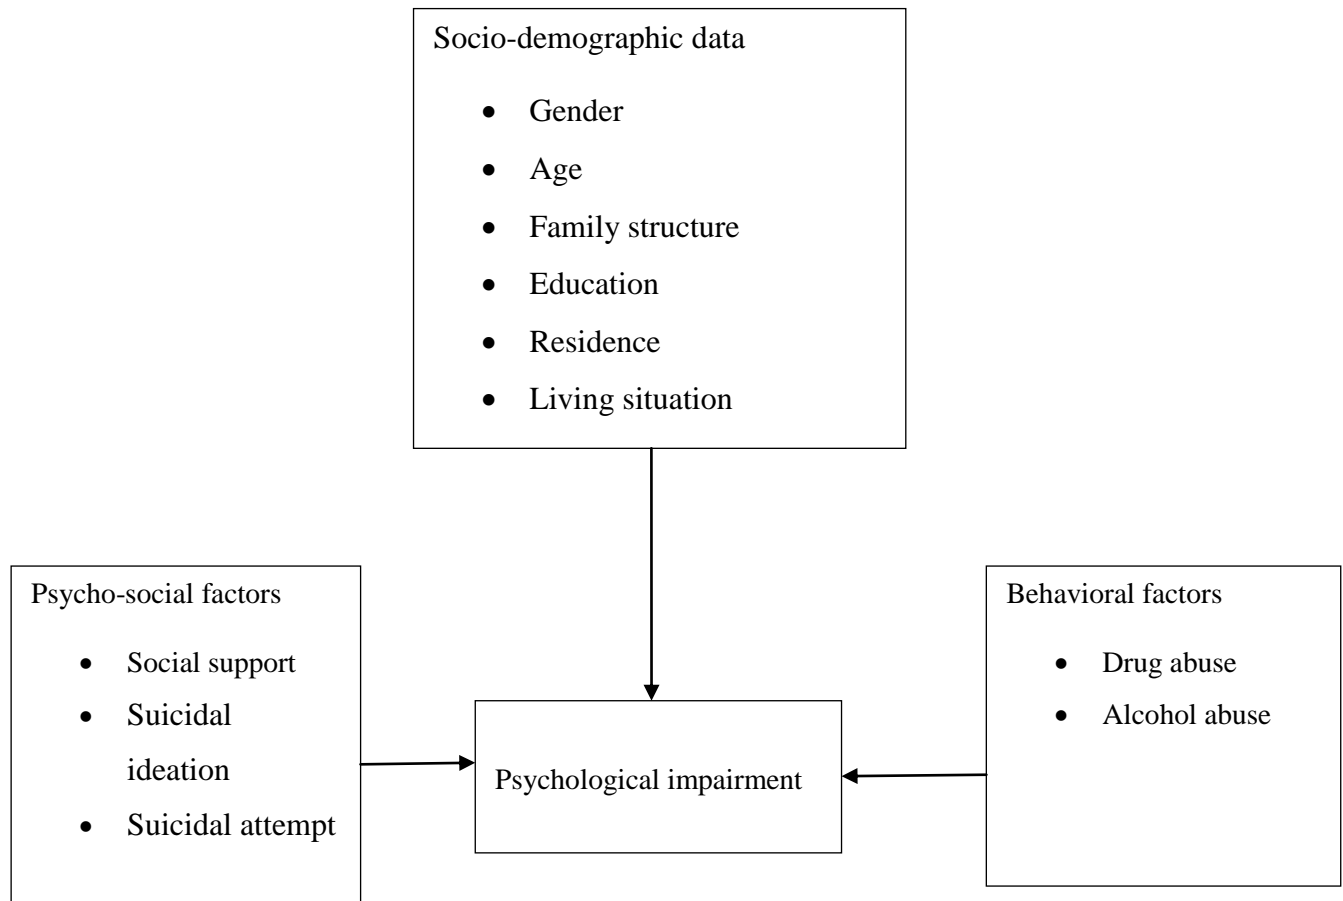 Socio-demographic data
• Gender
• Age
• Family structure
• Education
• Residence
• Living situation
Psycho-social factors
• Social support
• Suicidal
ideation
• Suicidal attempt
Psychological impairment
Behavioral factors
• Drug abuse
• Alcohol abuse